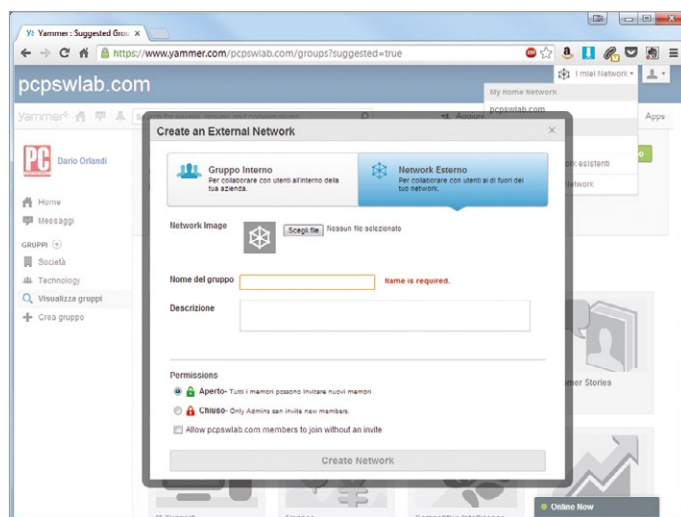 Yammer : Suggested Grou
https://www.yammer.com/pcpswlab.com/groups?suggested=true
pcpswlab.com
I miei Network
My Home Network
pcpswlab.com
yammer
Apps
Create an External Network
PC
Dario Orlandi
Gruppo Interno
Per collaborare con utenti all'interno della
tua azienda.
Network Esterno
Per collaborare con utenti al di fuori del
tuo network.
esistenti
Network
Home
Messaggi
GRUPPI
Società
Technology
Visualizza gruppi
Crea gruppo
Network Image
Scegli file
Nessun file selezionato
Nome del gruppo
Name is required.
Descrizione
Permissions
Aperto- Tutti i membri possono invitare nuovi membri
Chiuso- Only Admins can invite new members.
Allow pcpswlab.com members to join without an invite
Create Network
Stories
Online Now